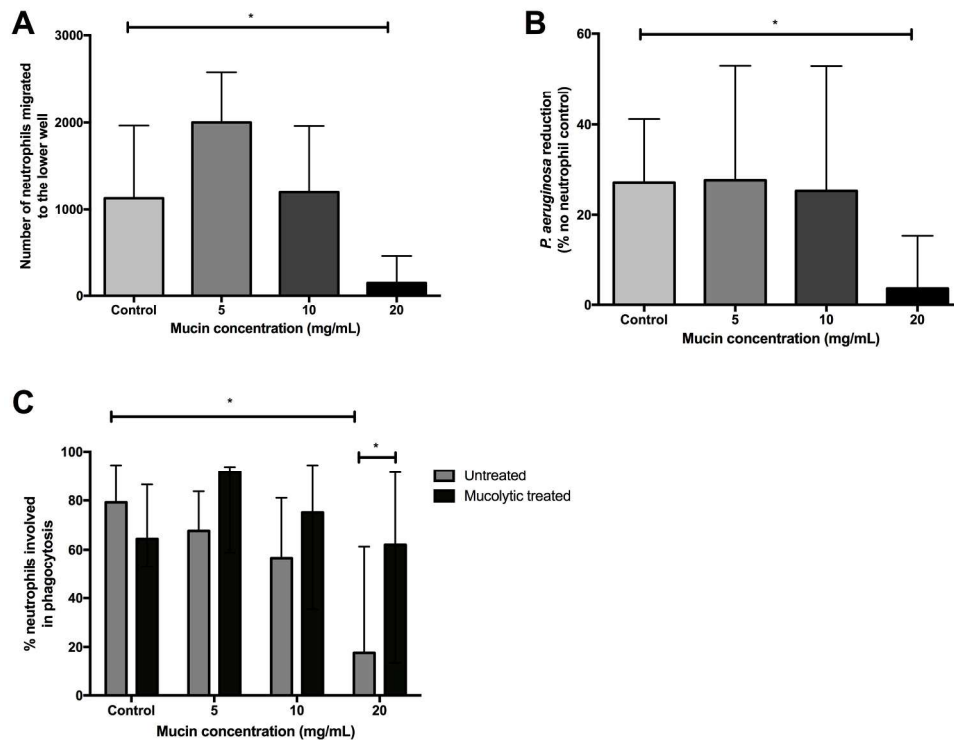 A
*
3000
2000
1000
0
Number of neutrophils migrated
to the lower well
Control
5
10
20
Mucin concentration (mg/mL)
B
*
60
40
20
0
P. aeruginosa reduction
(% no neutrophil control)
Control
5
10
20
Mucin concentration (mg/mL)
C
*
*
100
80
60
40
20
0
% neutrophils involved
in phagocytosis
Control
5
10
20
Mucin concentration (mg/mL)
Untreated
Mucolytic treated